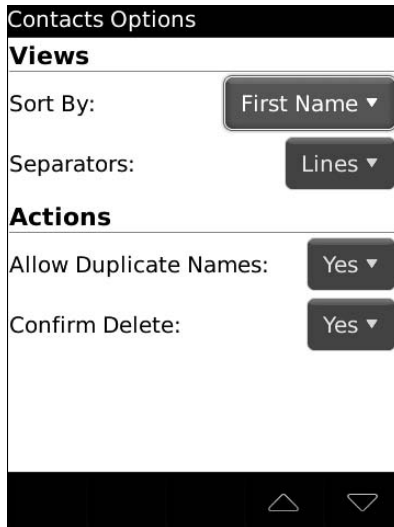 Contacts Options
Views
Sort By: First Name
Separators: Lines
Actions
Allow Duplicate Names: Yes
Confirm Delete: Yes